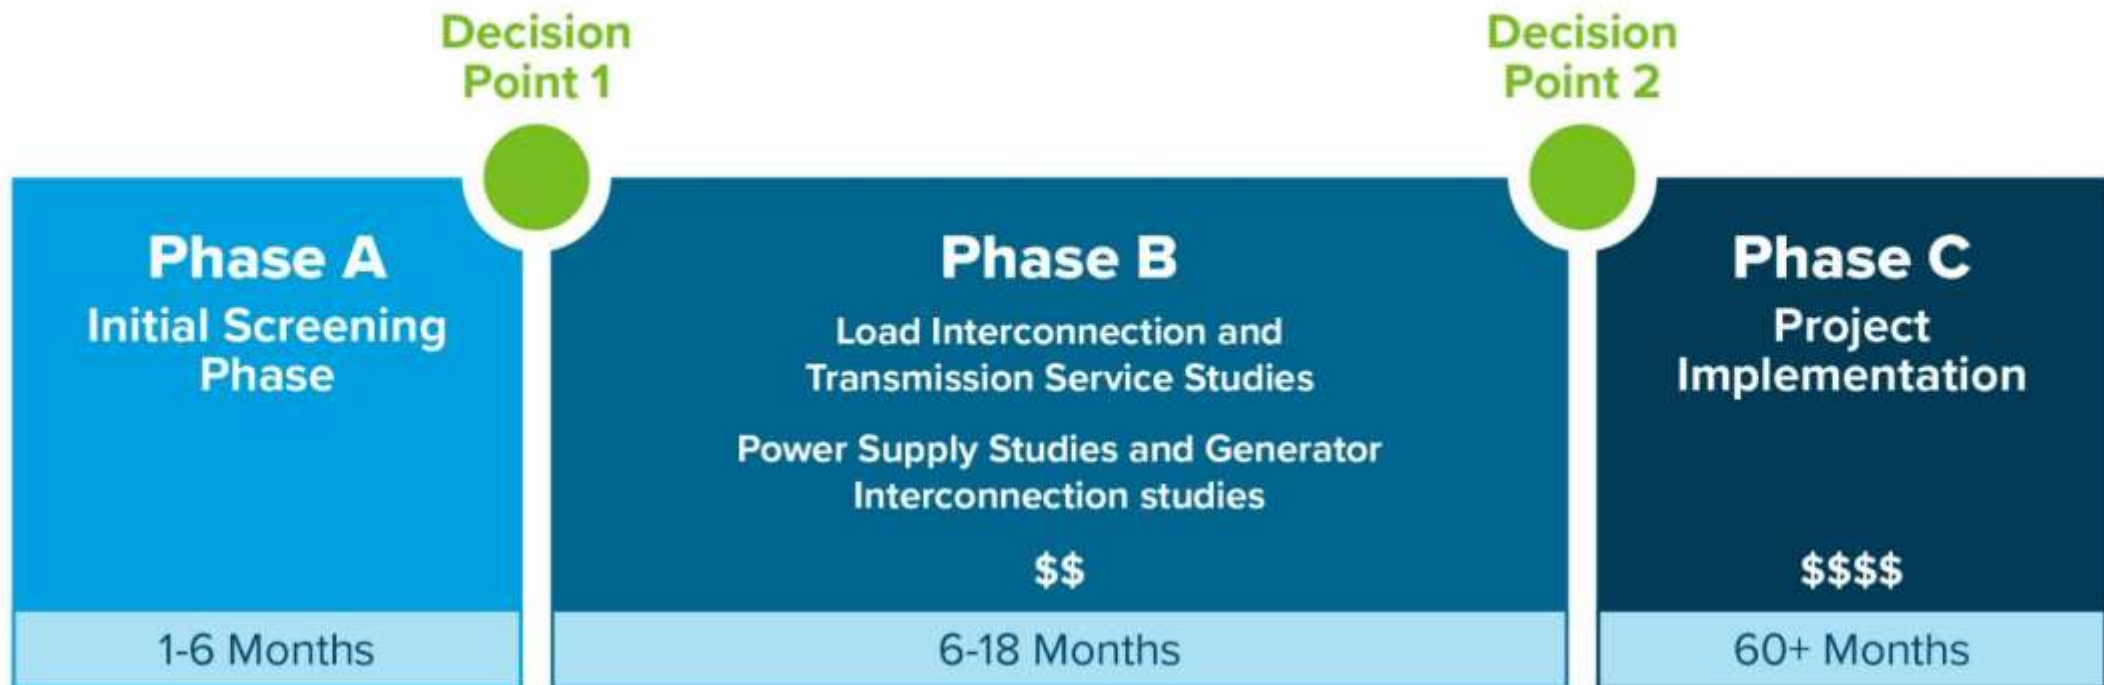 Decision
Point 1
Decision
Point 2
Phase A
Initial Screening
Phase
1-6 Months
Phase B
Load Interconnection and
Transmission Service Studies
Power Supply Studies and Generator
Interconnection studies
$$
6-18 Months
Phase C
Project
Implementation
$$$$
60+ Months